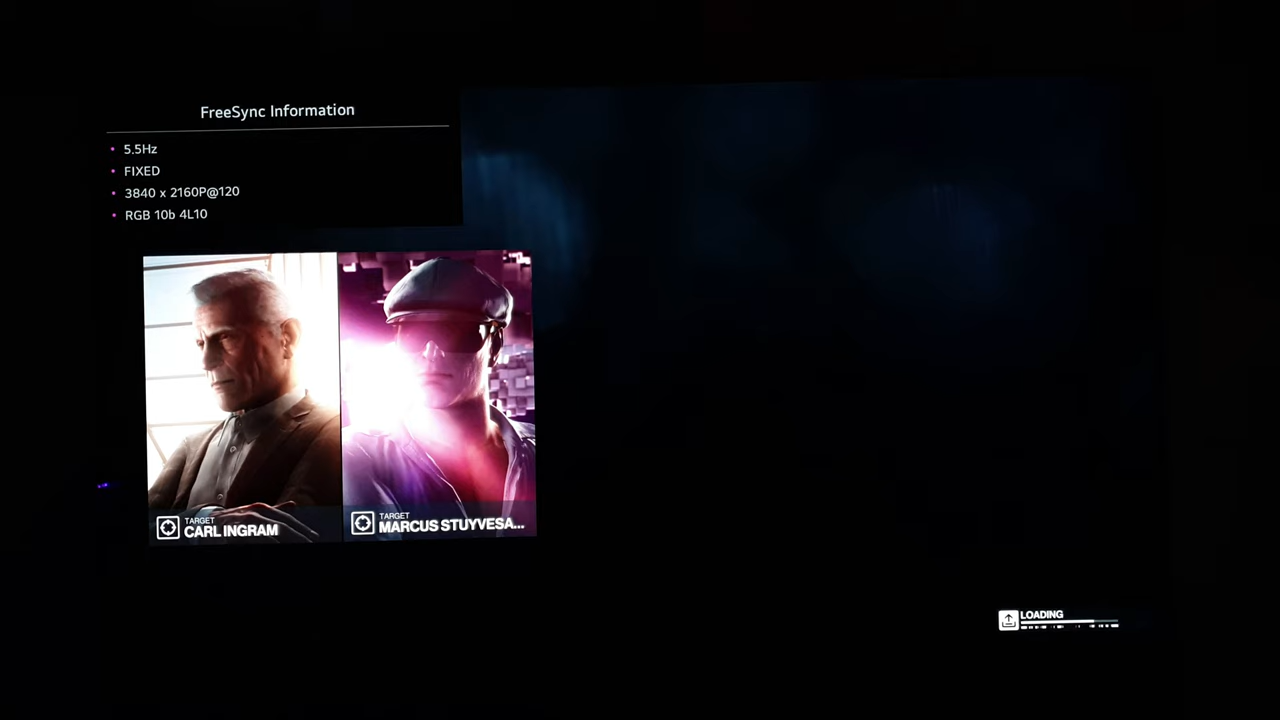 FreeSync Information
5.5Hz
FIXED
3840 x 2160P@120
RGB 10b 4L10
TARGET
CARL INGRAM
TARGET
MARCUS STUYVESA...
LOADING